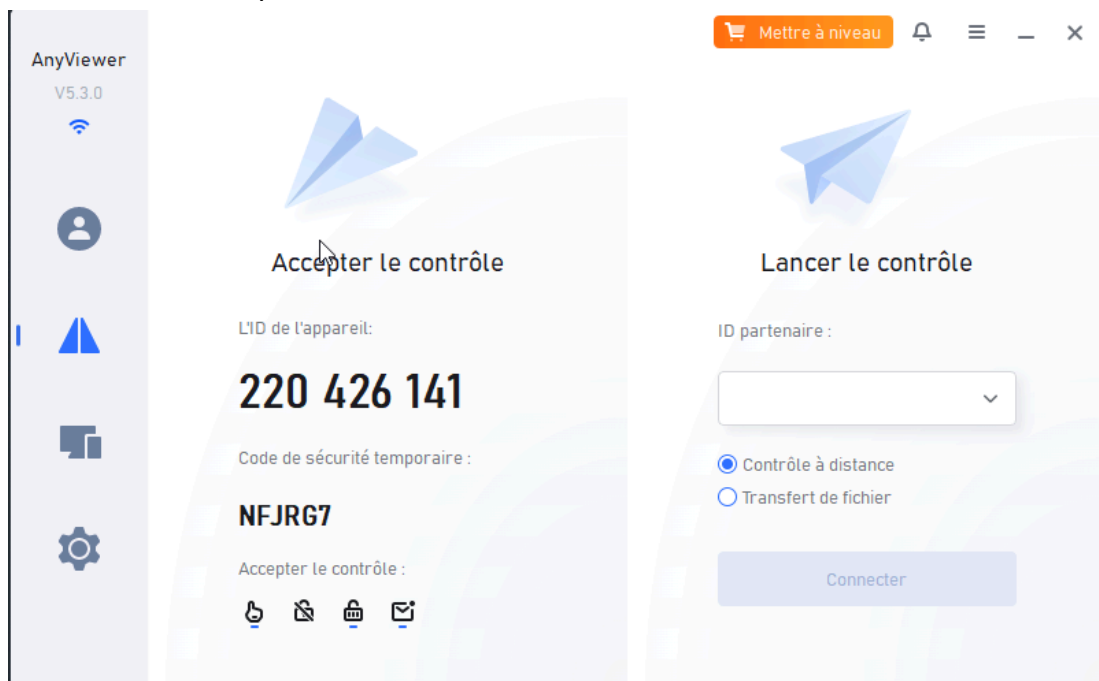 Mettre à niveau
AnyViewer
V5.3.0
Accepter le contrôle
L'ID de l'appareil:
220 426 141
Code de sécurité temporaire :
NFJRG7
Accepter le contrôle :
Lancer le contrôle
ID partenaire :
Contrôle à distance
Transfert de fichier
Connecter